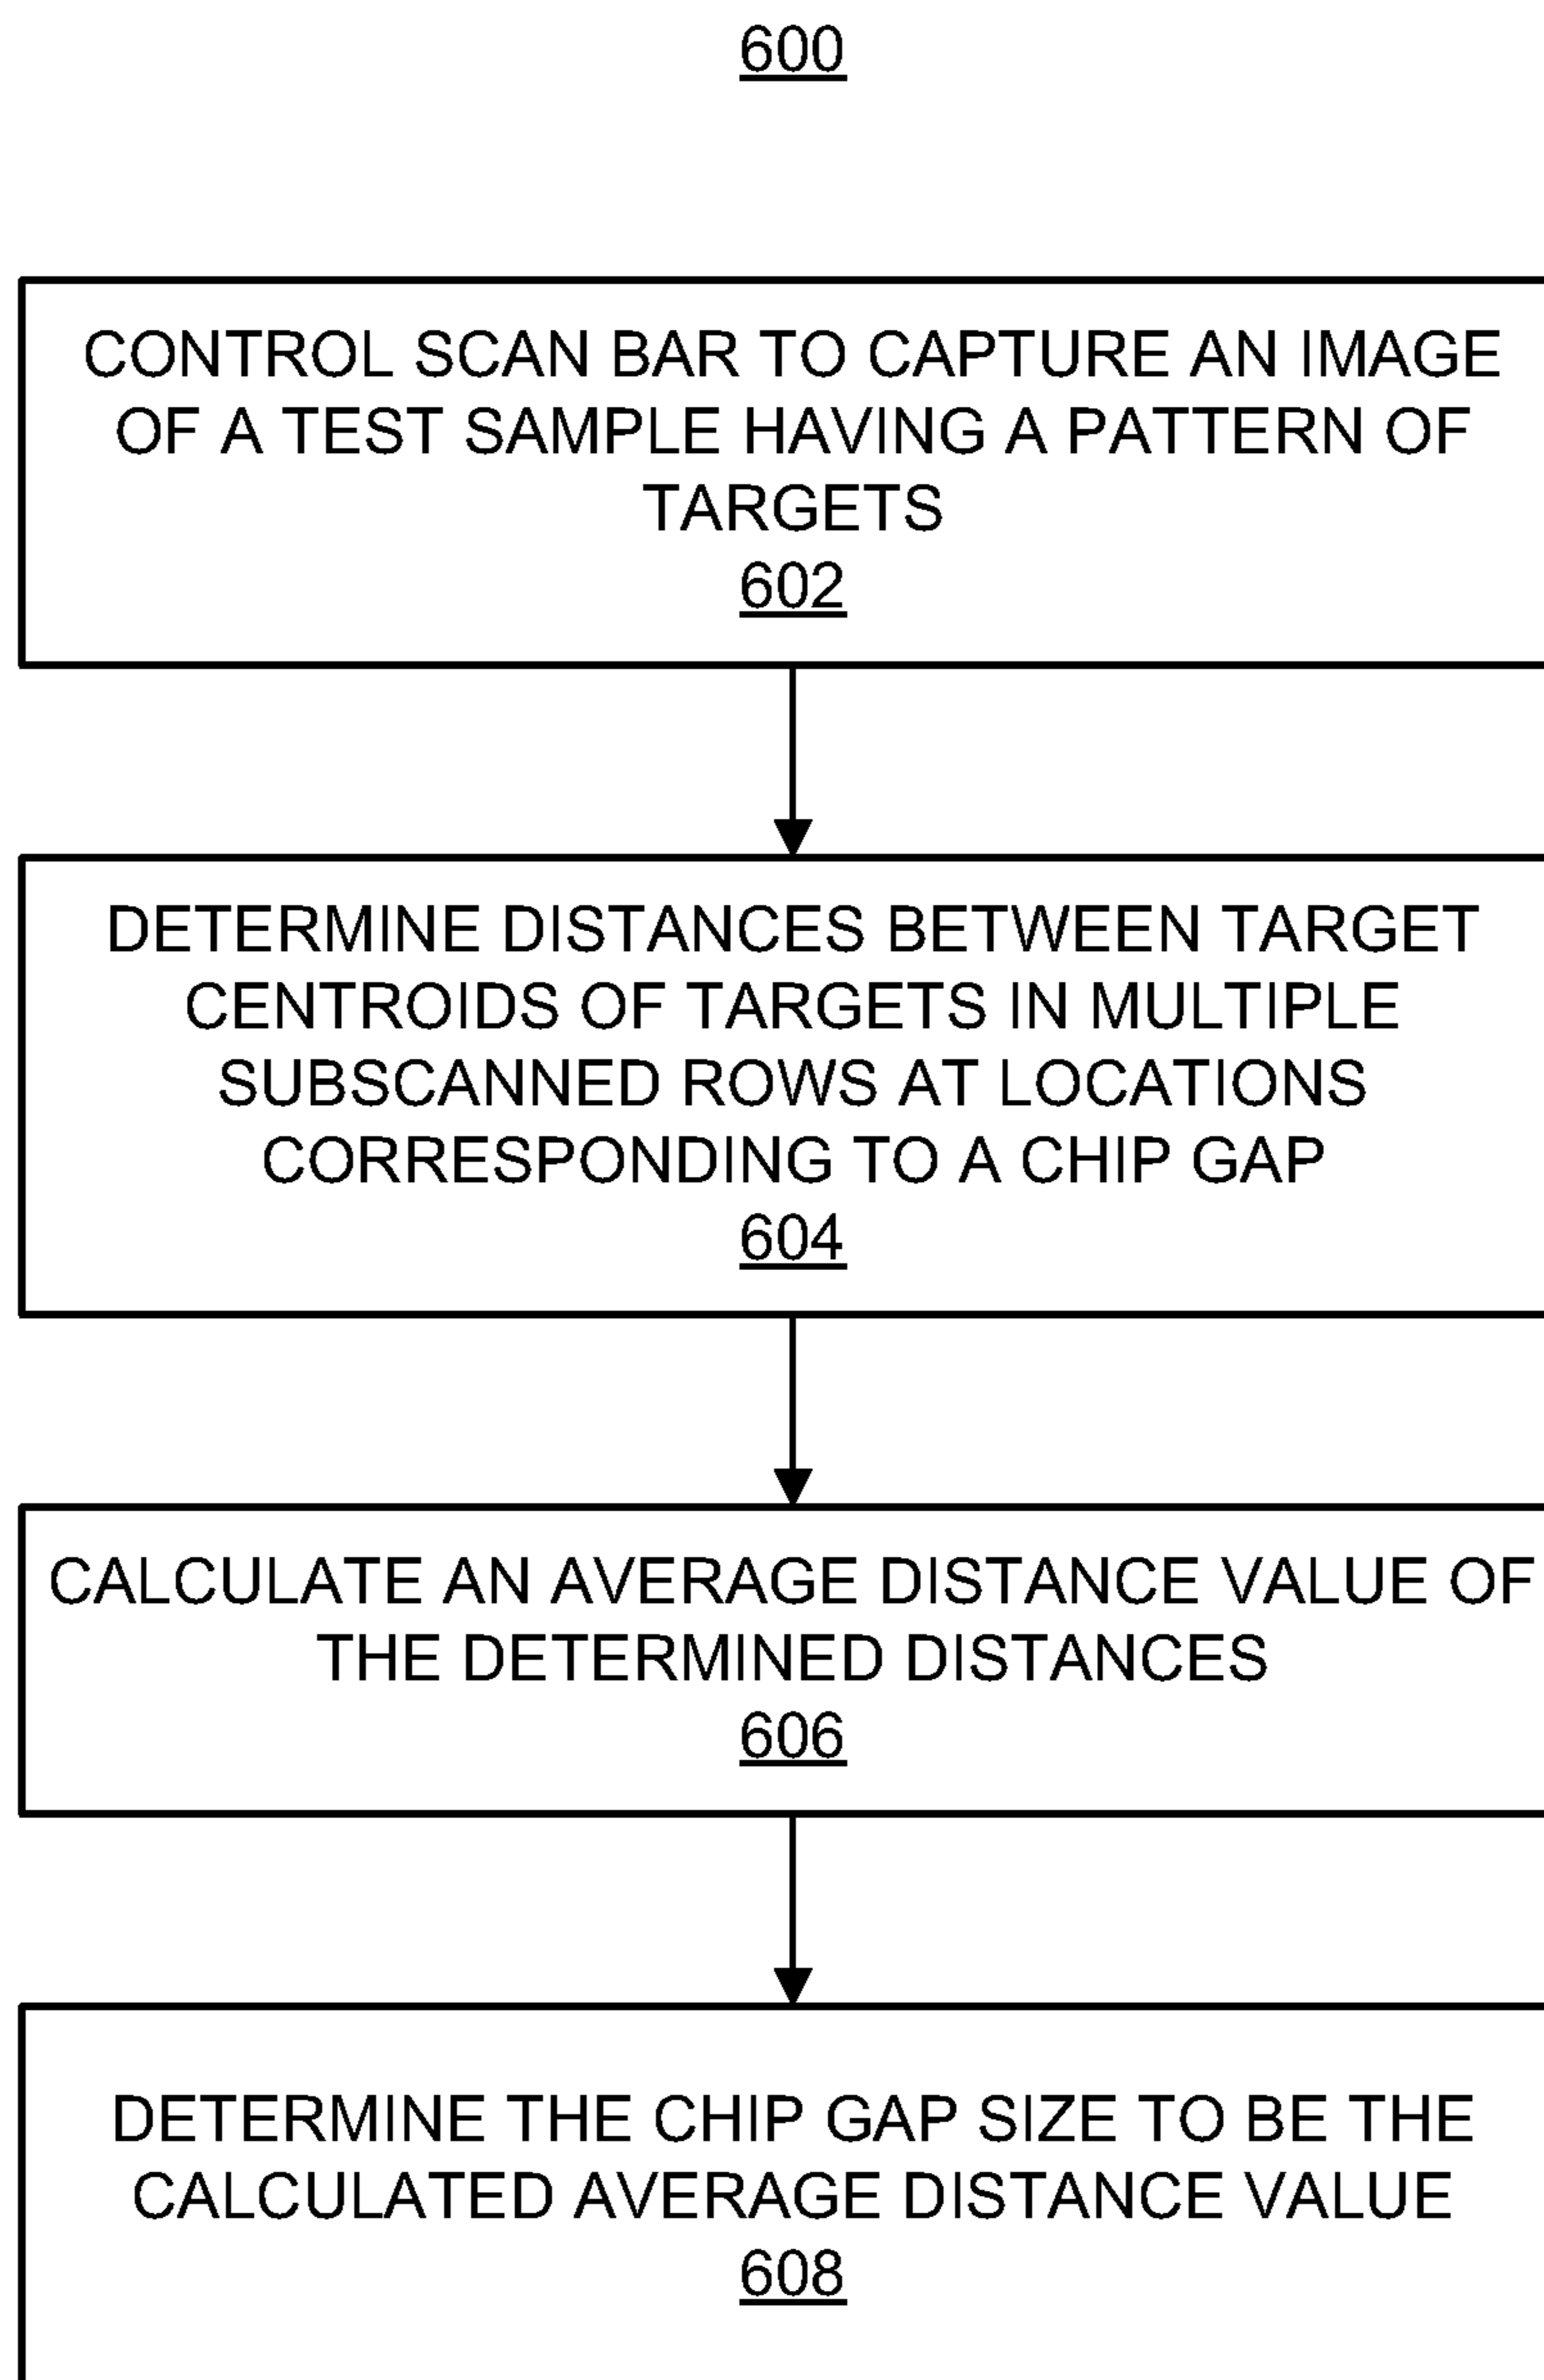 600
CONTROL SCAN BAR TO CAPTURE AN IMAGE
OF A TEST SAMPLE HAVING A PATTERN OF
TARGETS
602
DETERMINE DISTANCES BETWEEN TARGET
CENTROIDS OF TARGETS IN MULTIPLE
SUBSCANNED ROWS AT LOCATIONS
CORRESPONDING TO A CHIP GAP
604
CALCULATE AN AVERAGE DISTANCE VALUE OF
THE DETERMINED DISTANCES
606
DETERMINE THE CHIP GAP SIZE TO BE THE
CALCULATED AVERAGE DISTANCE VALUE
608